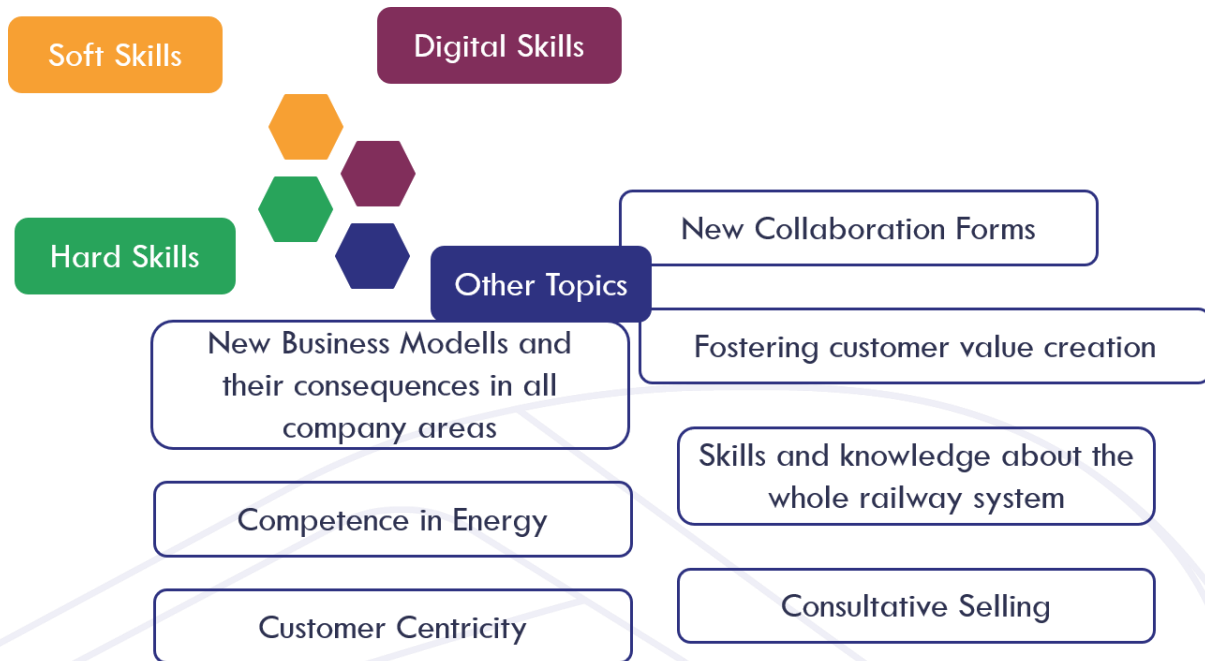 Soft Skills
Digital Skills
Hard Skills
Other Topics
New Collaboration Forms
New Business Modells and
their consequences in all
company areas
Fostering customer value creation
Skills and knowledge about the
whole railway system
Competence in Energy
Consultative Selling
Customer Centricity